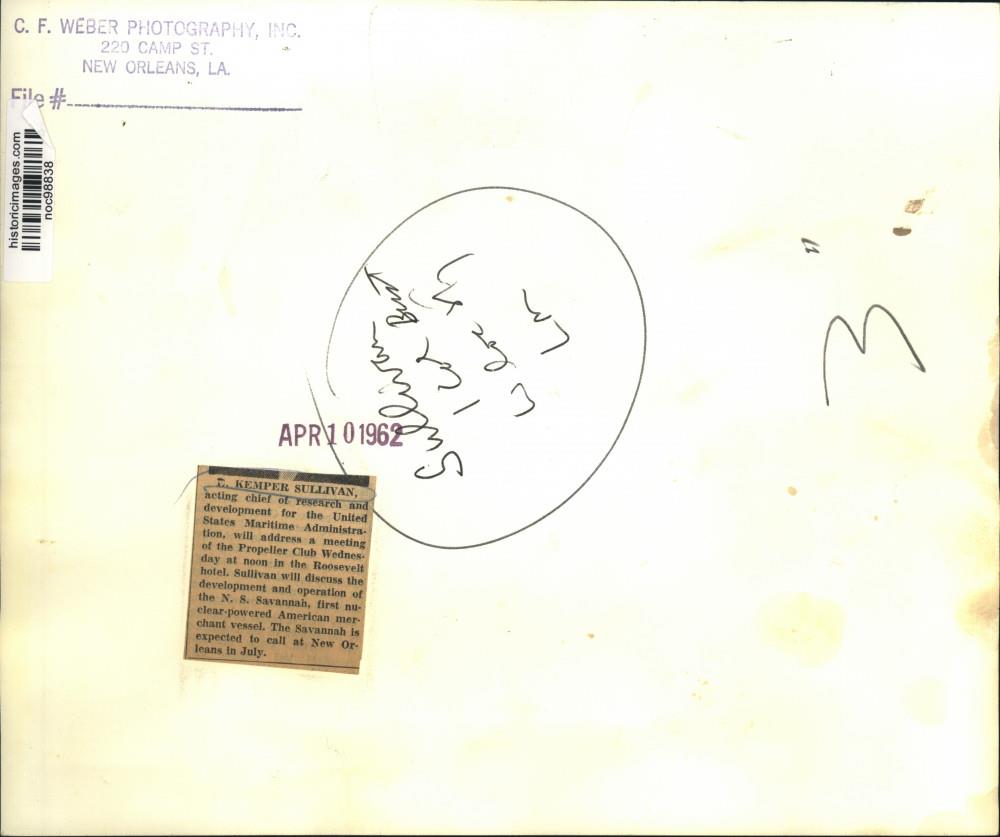 C. F. WEBER PHOTOGRAPHY, INC.
220 CAMP ST.
NEW ORLEANS, LA.
File #
historicimages.com
noc98838
Sullivan
1 Col
3"
APR 10 1962
KEMPER SULLIVAN,
acting chief of research and
development for the United
States Maritime Administra-
tion, will address a meeting
of the Propeller Club Wednes-
day at noon in the Roosevelt
hotel. Sullivan will discuss the
development and operation of
the N. S. Savannah, first nu-
clear-powered American mer-
chant vessel. The Savannah is
expected to call at New Or-
leans in July.